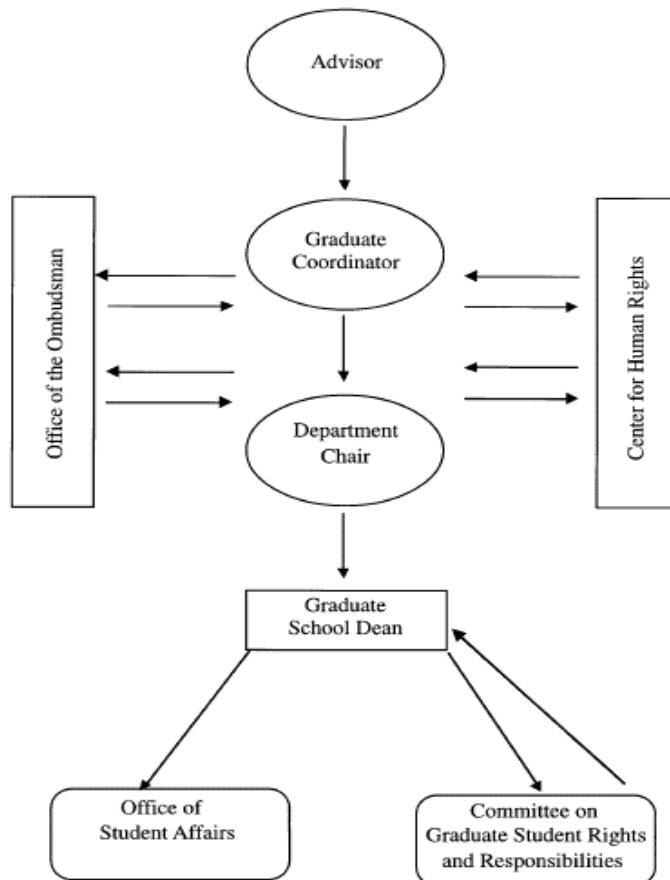 Advisor
Graduate
Coordinator
Office of the Ombudsman
Center for Human Rights
Department
Chair
Graduate
School Dean
Office of
Student Affairs
Committee on
Graduate Student Rights
and Responsibilities